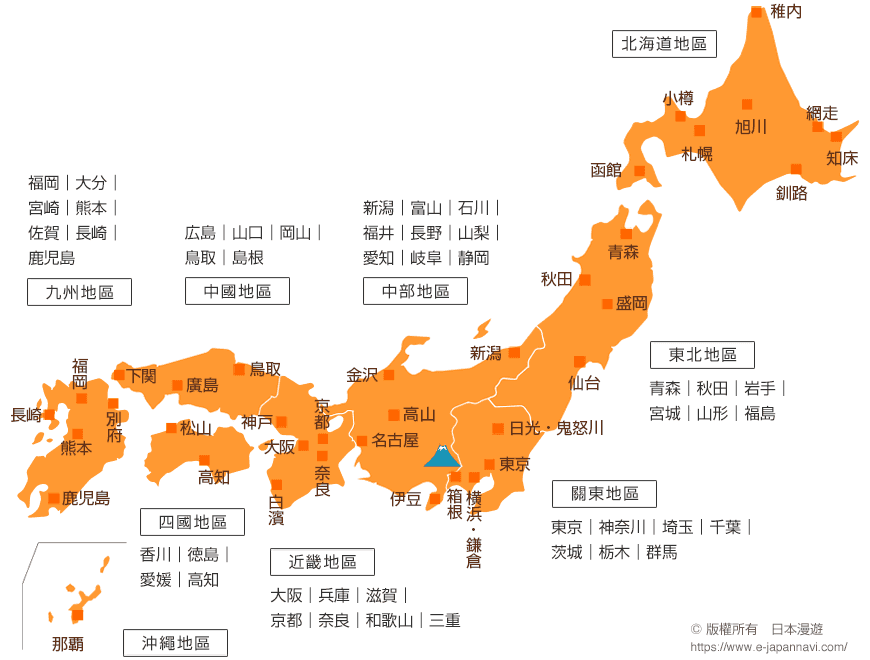 稚内
北海道地區
小樽
網走
旭川
札幌
知床
函館
釧路
福岡｜大分｜
宮崎｜熊本｜
佐賀｜長崎｜
鹿児島
九州地區
広島｜山口｜岡山｜
鳥取｜島根
中國地區
新潟｜富山｜石川｜
福井｜長野｜山梨｜
愛知｜岐阜｜静岡
中部地區
青森
秋田
盛岡
仙台
東北地區
青森｜秋田｜岩手｜
宮城｜山形｜福島
新潟
金沢
高山
名古屋
日光・鬼怒川
東京
伊豆
箱根
横浜・鎌倉
福岡
下関
廣島
鳥取
長崎
別府
熊本
鹿児島
松山
高知
神戸
京都
大阪
奈良
白濱
關東地區
東京｜神奈川｜埼玉｜千葉｜
茨城｜栃木｜群馬
四國地區
香川｜徳島｜
愛媛｜高知
近畿地區
大阪｜兵庫｜滋賀｜
京都｜奈良｜和歌山｜三重
那覇
沖繩地區
© 版權所有　日本漫遊
https://www.e-japannavi.com/